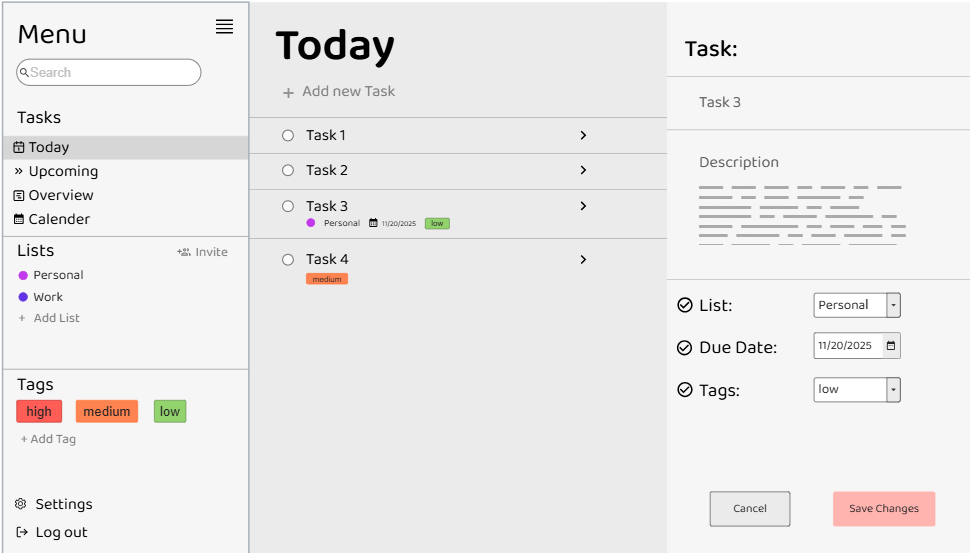 Menu
Search
Tasks
Today
Upcoming
Overview
Calender
Lists
Invite
Personal
Work
+ Add List
Tags
high medium low
+ Add Tag
Settings
Log out
Today
+ Add new Task
Task 1
Task 2
Task 3
Personal 11/20/2025 low
Task 4
medium
Task:
Task 3
Description
List: Personal
Due Date: 11/20/2025
Tags: low
Cancel Save Changes